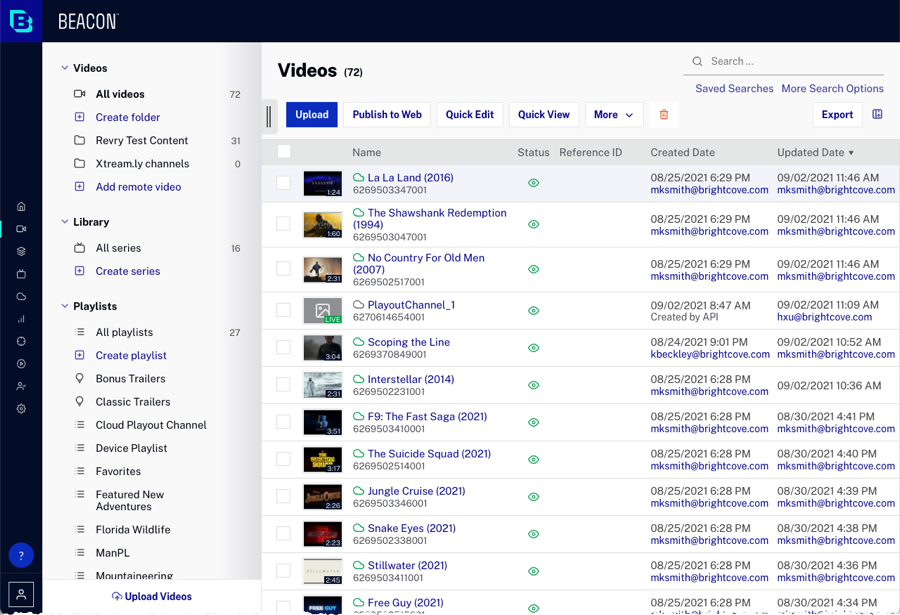 BEACON
Videos
All videos 72
Create folder
Revry Test Content 31
Xtream.ly channels 0
Add remote video
Library
All series 16
Create series
Playlists
All playlists 27
Create playlist
Bonus Trailers
Classic Trailers
Cloud Playout Channel
Device Playlist
Favorites
Featured New
Adventures
Florida Wildlife
ManPL
Mountaineering
Upload Videos
?
Videos (72)
Search ...
Saved Searches More Search Options
Upload Publish to Web Quick Edit Quick View More Export
Name Status Reference ID Created Date Updated Date
1:24 La La Land (2016) 08/25/2021 6:29 PM 09/02/2021 11:46 AM
6269503347001 mksmith@brightcove.com mksmith@brightcove.com
The Shawshank Redemption
(1994) 08/25/2021 6:29 PM 09/02/2021 11:46 AM
1:60 6269503047001 mksmith@brightcove.com mksmith@brightcove.com
No Country For Old Men
(2007) 08/25/2021 6:29 PM 09/02/2021 11:46 AM
2:31 6269502517001 mksmith@brightcove.com mksmith@brightcove.com
PlayoutChannel_1 09/02/2021 8:47 AM 09/02/2021 11:09 AM
LIVE 6270614654001 Created by API hxu@brightcove.com
Scoping the Line 08/24/2021 9:01 PM 09/02/2021 10:52 AM
3:04 6269370849001 kbeckley@brightcove.com mksmith@brightcove.com
Interstellar (2014) 08/25/2021 6:28 PM 09/02/2021 10:36 AM
2:31 6269502231001 mksmith@brightcove.com
F9: The Fast Saga (2021) 08/25/2021 6:28 PM 08/30/2021 4:41 PM
3:51 6269503410001 mksmith@brightcove.com mksmith@brightcove.com
The Suicide Squad (2021) 08/25/2021 6:28 PM 08/30/2021 4:40 PM
3:17 6269502514001 mksmith@brightcove.com mksmith@brightcove.com
Jungle Cruise (2021) 08/25/2021 6:28 PM 08/30/2021 4:39 PM
2:26 6269503346001 mksmith@brightcove.com mksmith@brightcove.com
Snake Eyes (2021) 08/25/2021 6:28 PM 08/30/2021 4:38 PM
2:23 6269502338001 mksmith@brightcove.com mksmith@brightcove.com
Stillwater (2021) 08/25/2021 6:28 PM 08/30/2021 4:36 PM
2:45 6269503411001 mksmith@brightcove.com mksmith@brightcove.com
FREE GUY Free Guy (2021) 08/25/2021 6:28 PM 08/30/2021 4:34 PM